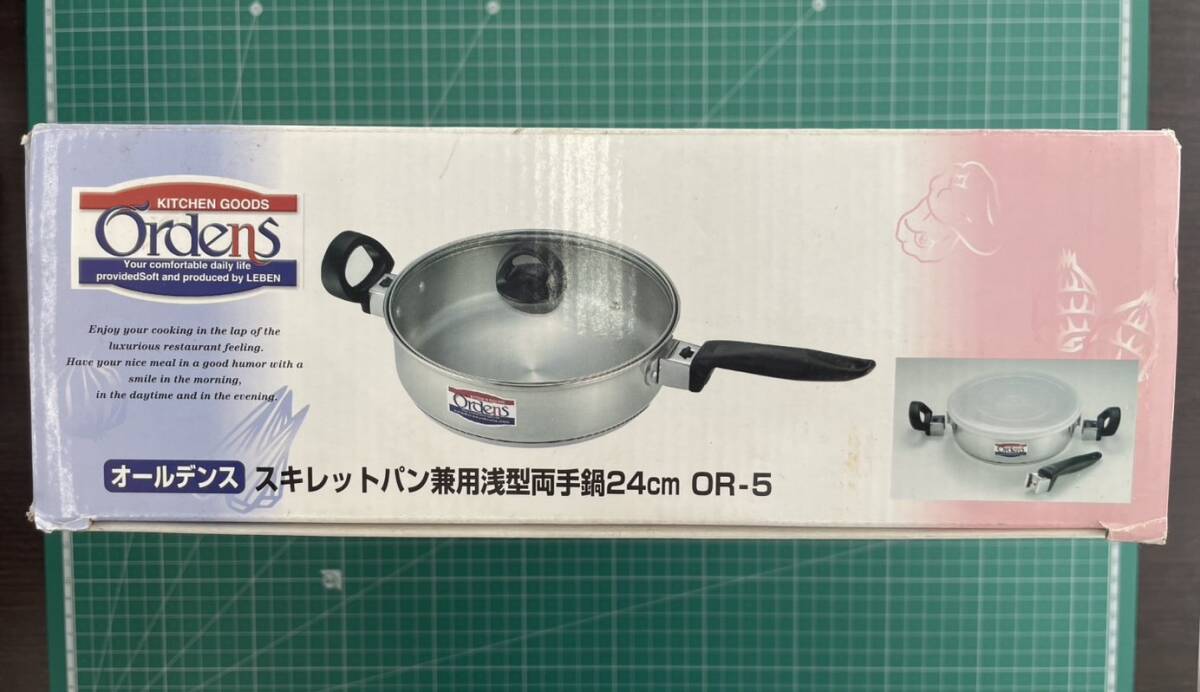 KITCHEN GOODS
Ordens
Your comfortable daily life
providedSoft and produced by LEBEN
Enjoy your cooking in the lap of the
luxurious restaurant feeling.
Have your nice meal in a good humor with a
smile in the morning,
in the daytime and in the evening.
Ordens
オールデンス スキレットパン兼用浅型両手鍋24cm OR-5
Ordens